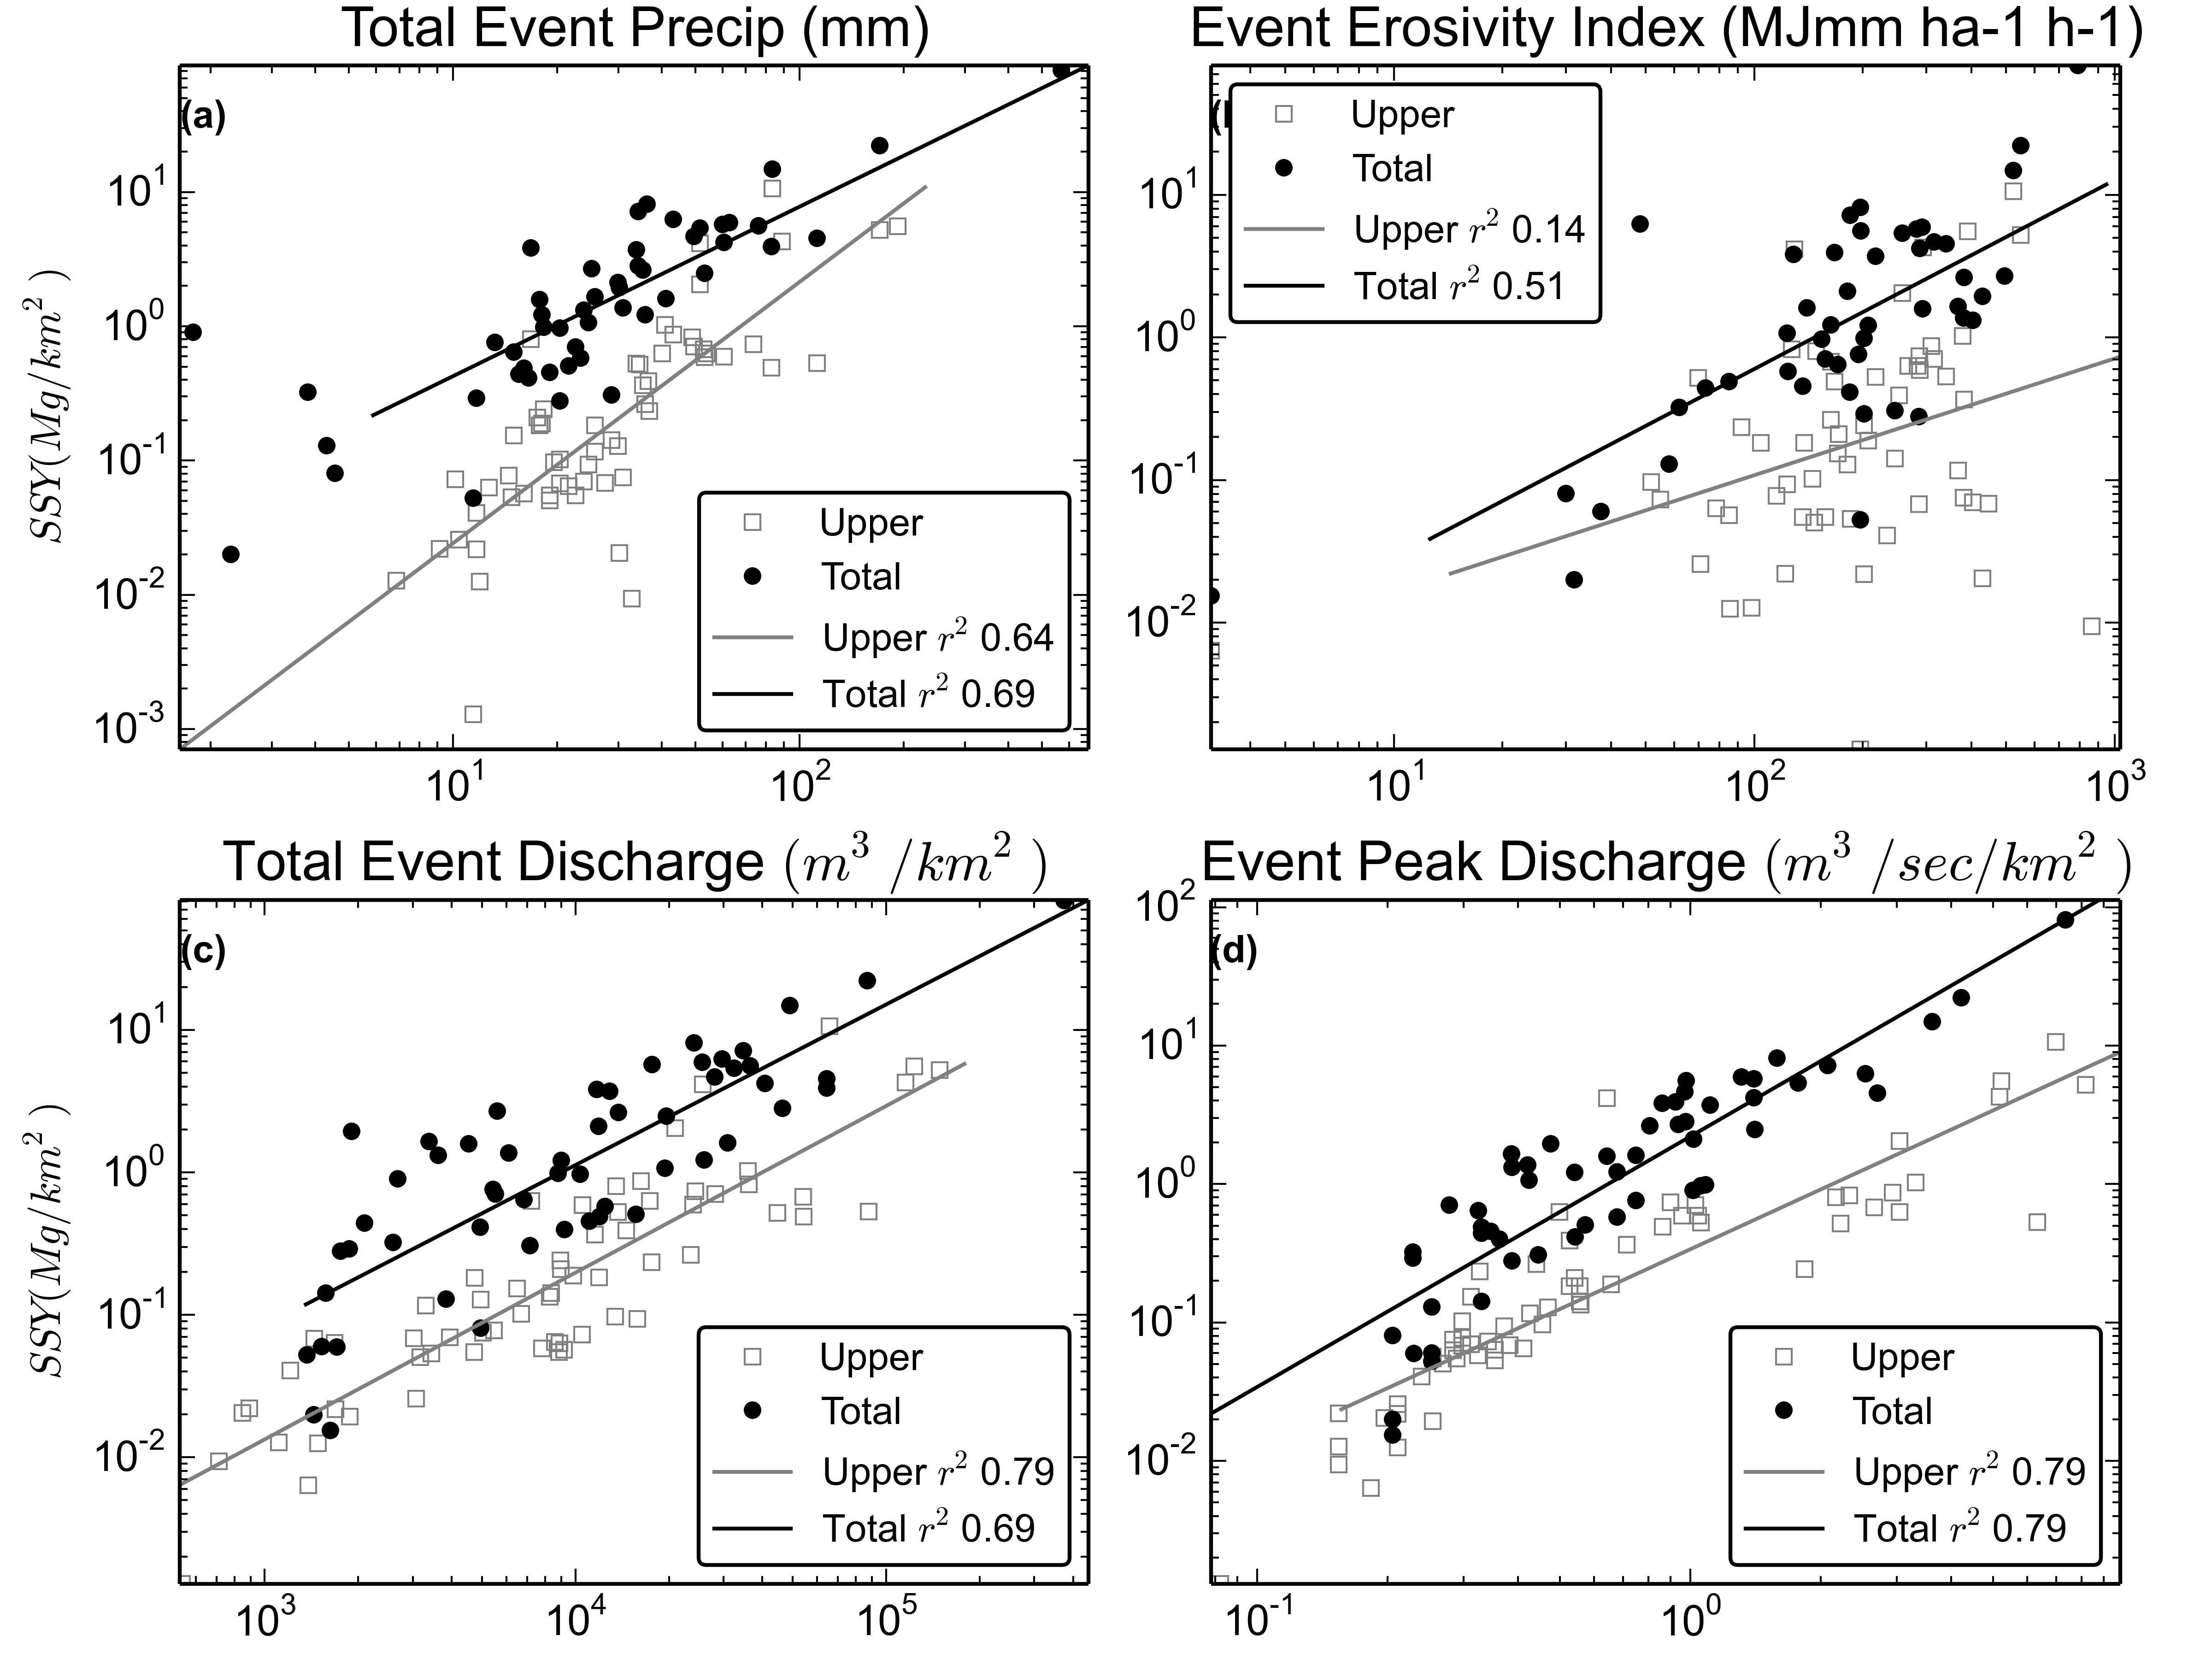 Total Event Precip (mm)
Event Erosivity Index (MJmm ha-1 h-1)
(a)
SSY(Mg/km²)
10¹
10⁰
10⁻¹
10⁻²
10⁻³
Upper
Total
Upper r² 0.64
Total r² 0.69
10¹
10²
Upper
Total
Upper r² 0.14
Total r² 0.51
10¹
10⁰
10⁻¹
10⁻²
10¹
10²
10³
Total Event Discharge (m³/km²)
Event Peak Discharge (m³/sec/km²)
(c)
SSY(Mg/km²)
10¹
10⁰
10⁻¹
10⁻²
Upper
Total
Upper r² 0.79
Total r² 0.69
10³
10⁴
10⁵
(d)
10²
10¹
10⁰
10⁻¹
10⁻²
Upper
Total
Upper r² 0.79
Total r² 0.79
10⁻¹
10⁰